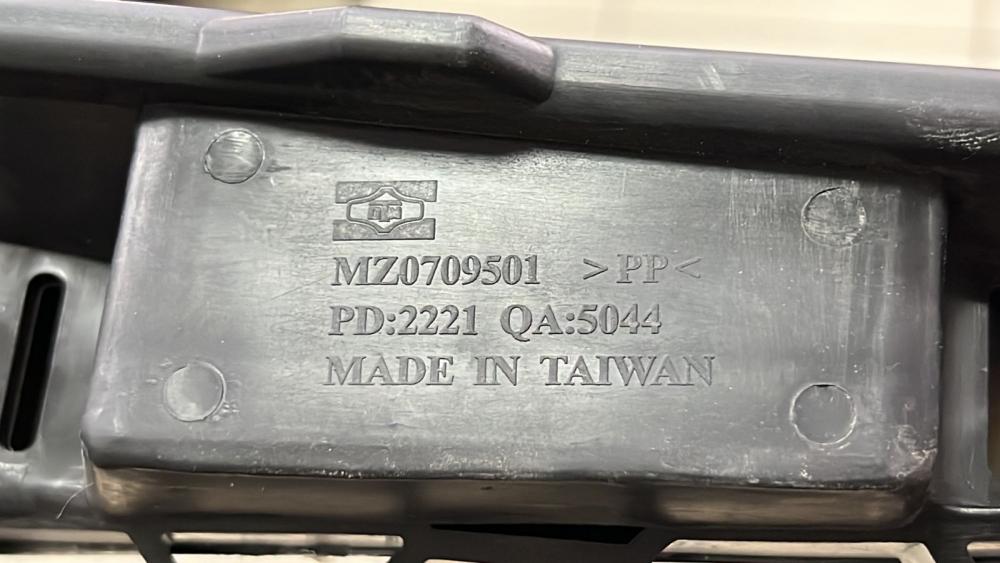 MZ0709501 >PP<
PD:2221 QA:5044
MADE IN TAIWAN